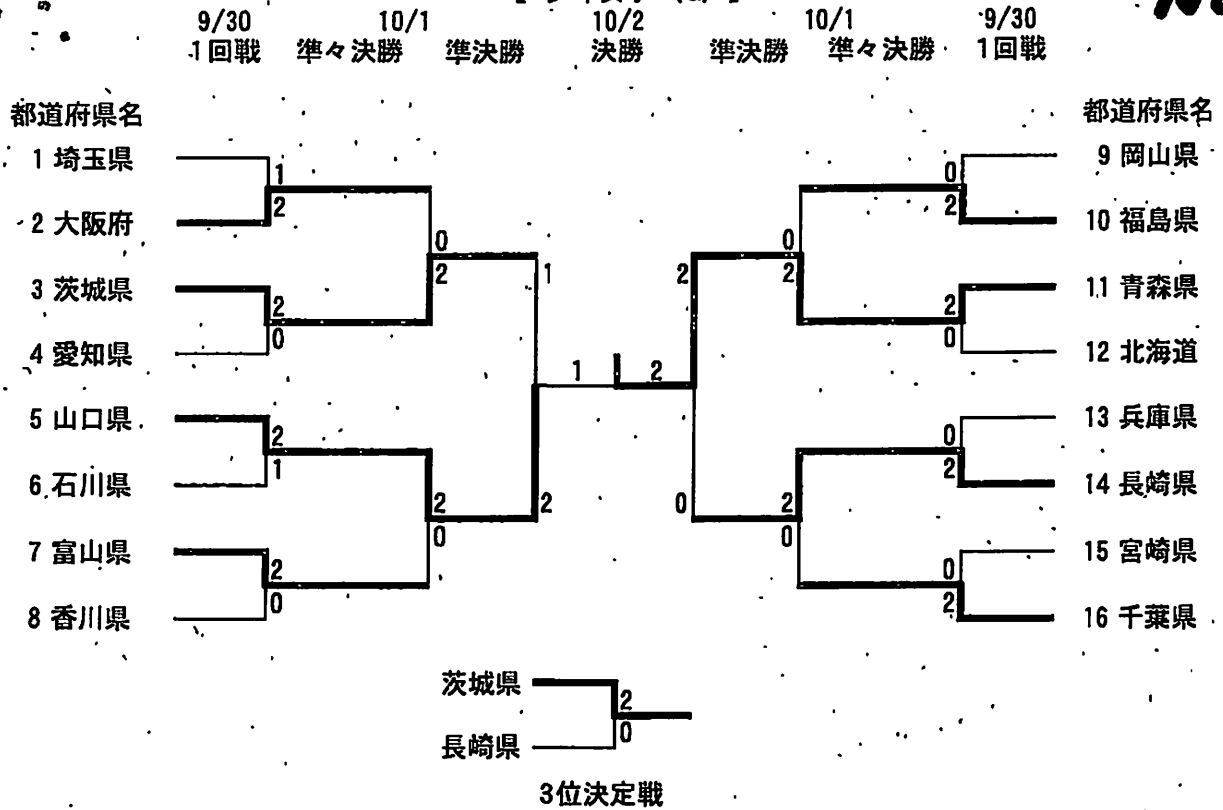 9/30 10/1 10/2 10/1 9/30
1回戦 準々決勝 準決勝 決勝 準決勝 準々決勝 1回戦
都道府県名 都道府県名
1 埼玉県 9 岡山県
1 0
2 大阪府 2 2 10 福島県
0 0
3 茨城県 2 1 2 2 11 青森県
2 2
4 愛知県 0 0 12 北海道
1 2
5 山口県 13 兵庫県
2 0
6 石川県 1 2 14 長崎県
2 2 0 2
0 0
7 富山県 15 宮崎県
2 0
8 香川県 0 2 16 千葉県
茨城県
2
長崎県 0
3位決定戦